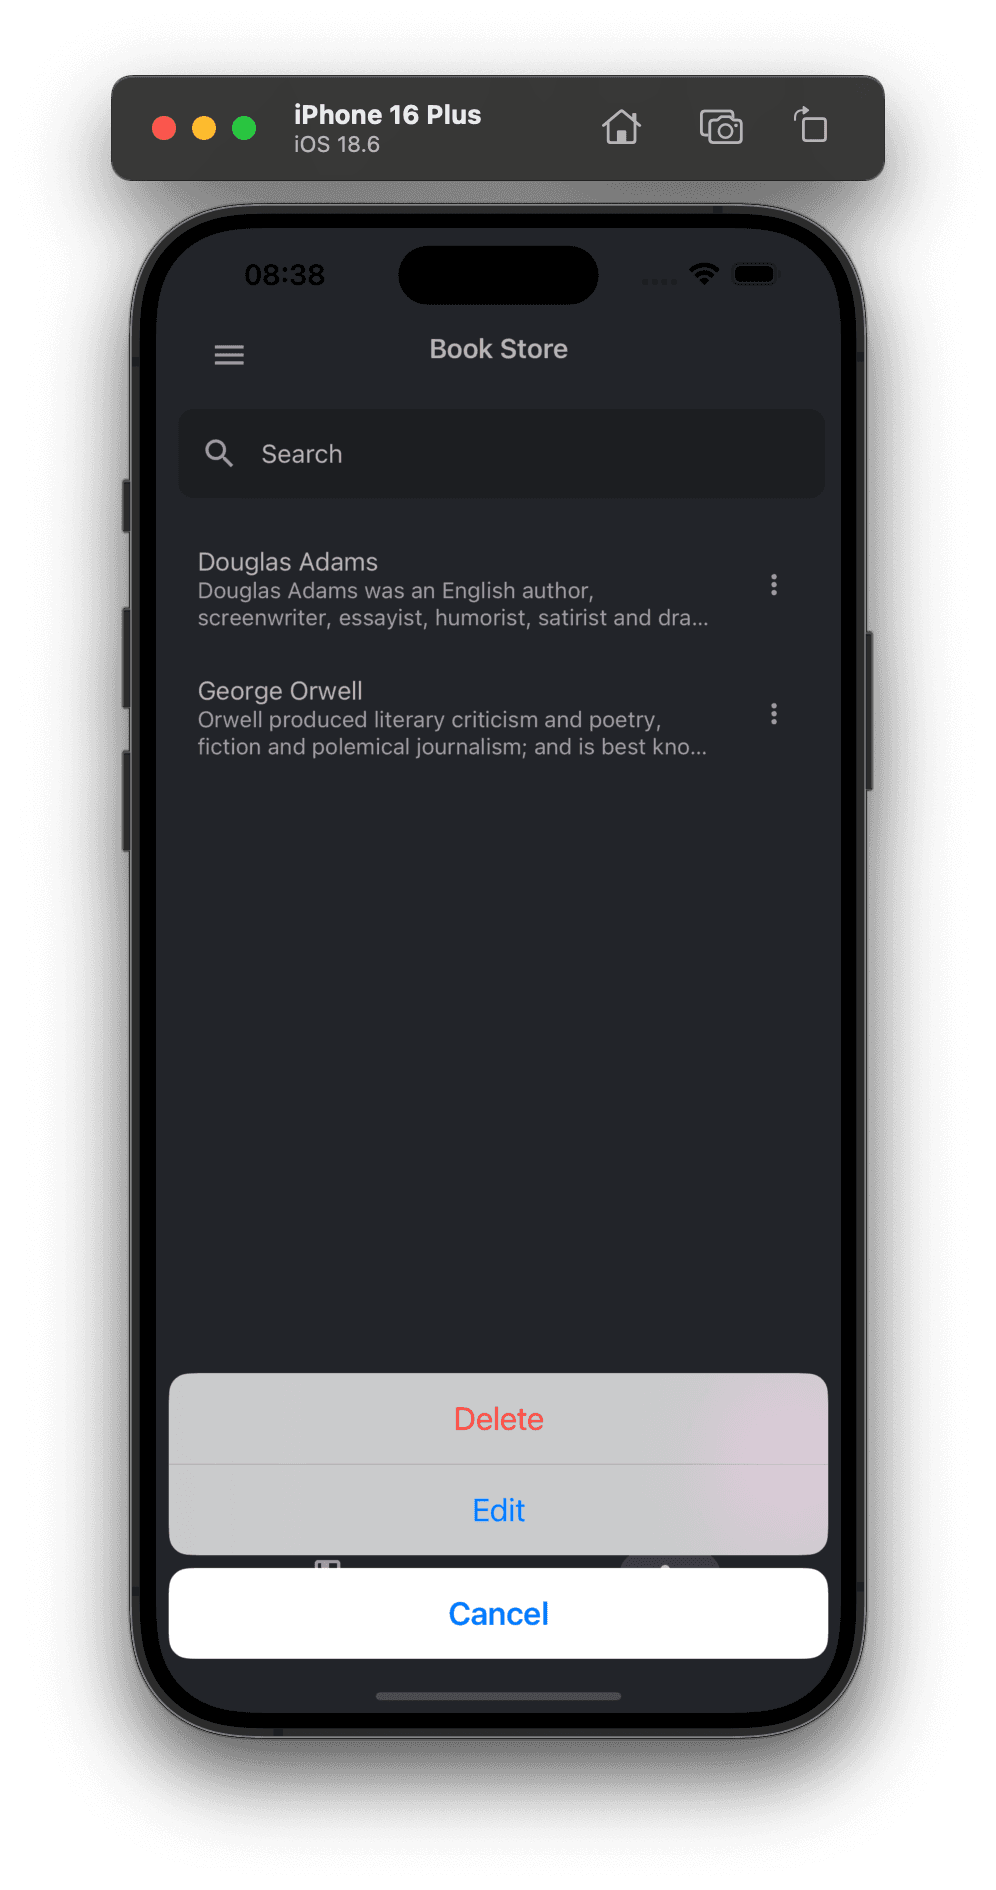 iPhone 16 Plus
iOS 18.6
08:38
Book Store
Search
Douglas Adams
Douglas Adams was an English author,
screenwriter, essayist, humorist, satirist and dra...
George Orwell
Orwell produced literary criticism and poetry,
fiction and polemical journalism; and is best kno...
Delete
Edit
Cancel